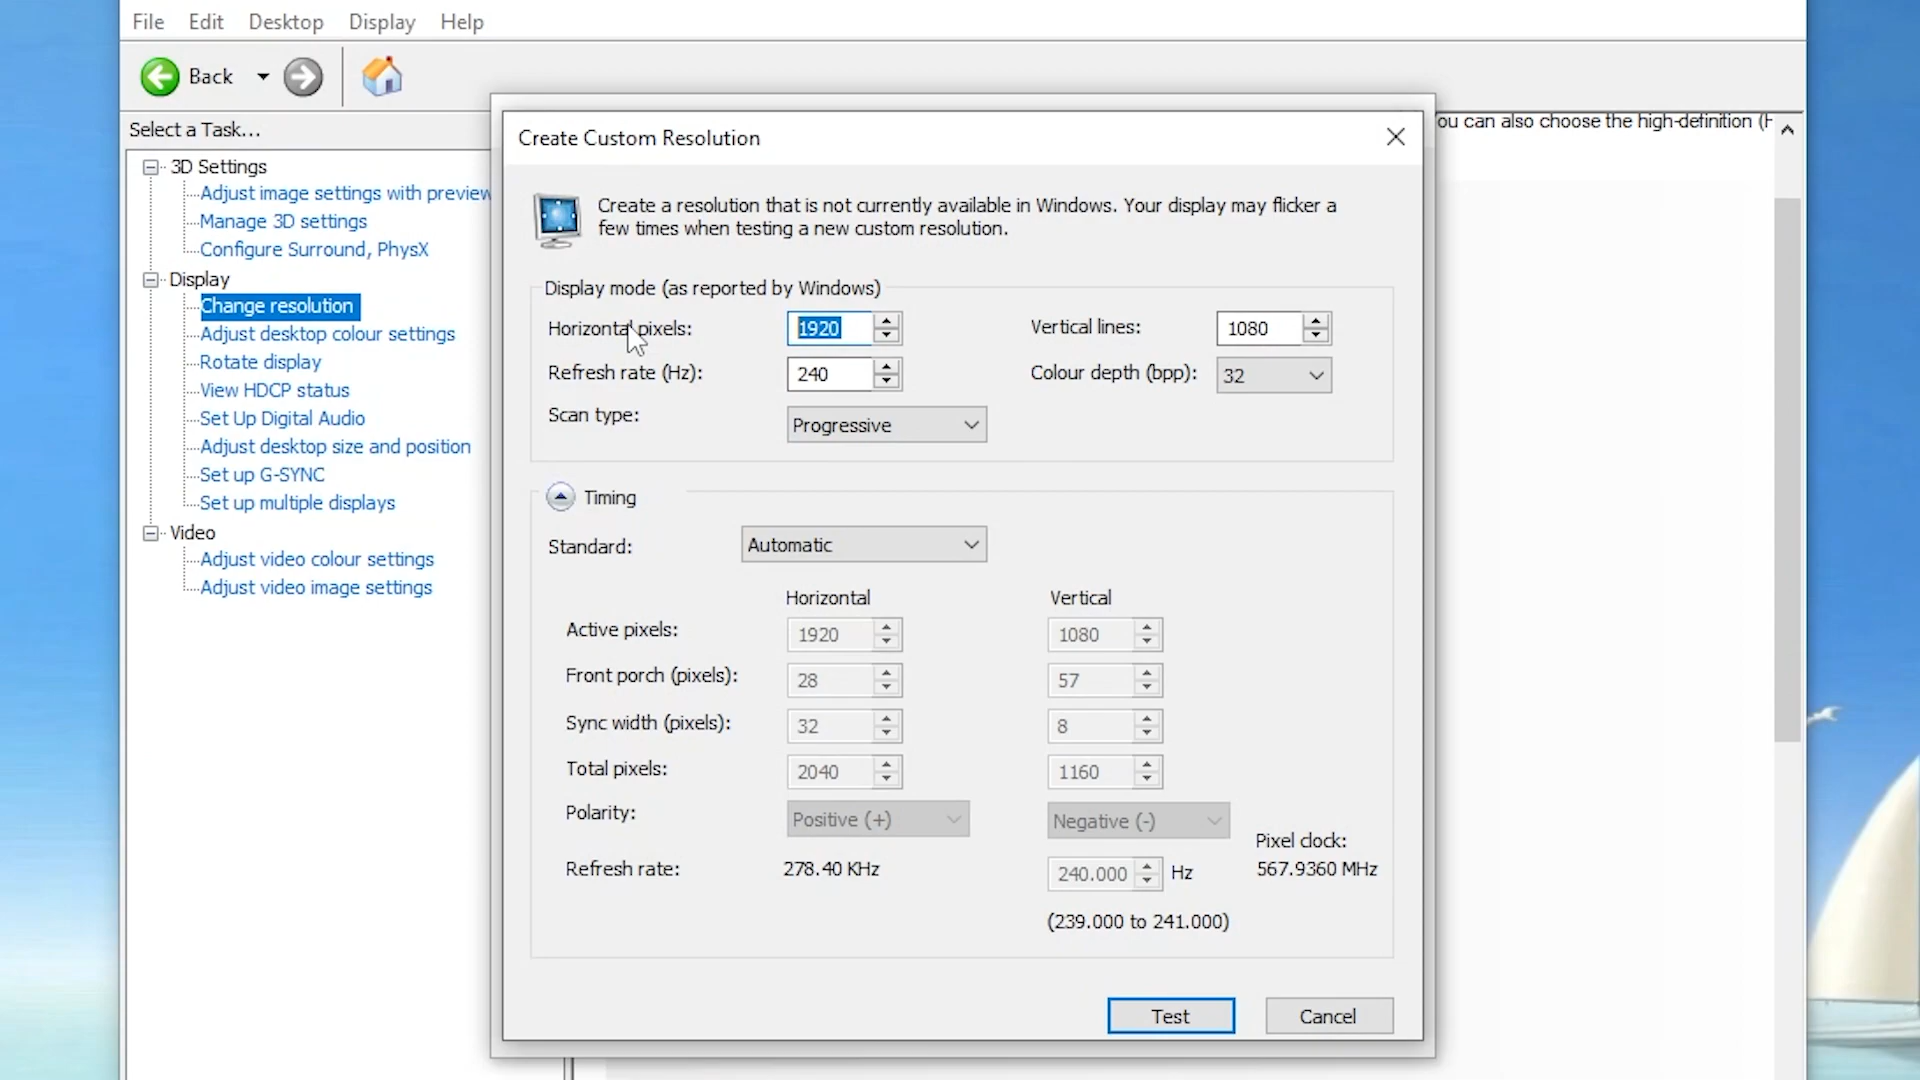 File Edit Desktop Display Help
Back
Select a Task...
3D Settings
Adjust image settings with preview
Manage 3D settings
Configure Surround, PhysX
Display
Change resolution
Adjust desktop colour settings
Rotate display
View HDCP status
Set Up Digital Audio
Adjust desktop size and position
Set up G-SYNC
Set up multiple displays
Video
Adjust video colour settings
Adjust video image settings
ou can also choose the high-definition (
Create Custom Resolution
Create a resolution that is not currently available in Windows. Your display may flicker a
few times when testing a new custom resolution.
Display mode (as reported by Windows)
Horizontal pixels: 1920 Vertical lines: 1080
Refresh rate (Hz): 240 Colour depth (bpp): 32
Scan type: Progressive
Timing
Standard: Automatic
Horizontal Vertical
Active pixels: 1920 1080
Front porch (pixels): 28 57
Sync width (pixels): 32 8
Total pixels: 2040 1160
Polarity: Positive (+) Negative (-)
Pixel clock:
Refresh rate: 278.40 KHz 240.000 Hz 567.9360 MHz
(239.000 to 241.000)
Test Cancel